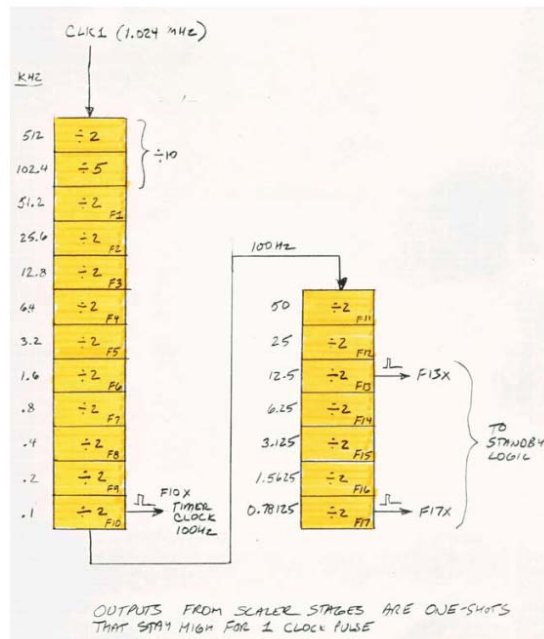 CLK1 (1.024 MHZ)
KHZ
512 ÷2
÷10
102.4 ÷5
51.2 ÷2 F1
25.6 ÷2 F2
12.8 ÷2 F3
6.4 ÷2 F4
3.2 ÷2 F5
1.6 ÷2 F6
.8 ÷2 F7
.4 ÷2 F8
.2 ÷2 F9
.1 ÷2 F10
F10X
TIMER
CLOCK
100HZ
100HZ
50 ÷2 F11
25 ÷2 F12
12.5 ÷2 F13
F13X
6.25 ÷2 F14
3.125 ÷2 F15
1.5625 ÷2 F16
0.78125 ÷2 F17
F17X
TO
STANDBY
LOGIC
OUTPUTS FROM SCALER STAGES ARE ONE-SHOTS
THAT STAY HIGH FOR 1 CLOCK PULSE